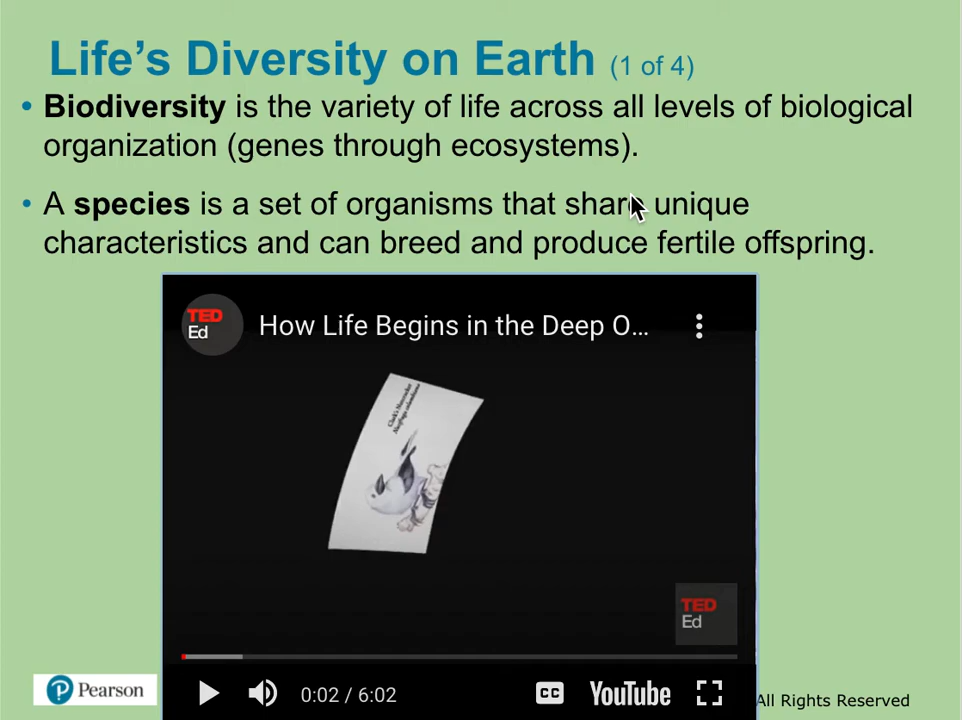 Life's Diversity on Earth (1 of 4)
• Biodiversity is the variety of life across all levels of biological
organization (genes through ecosystems).
• A species is a set of organisms that share unique
characteristics and can breed and produce fertile offspring.
TED
Ed
How Life Begins in the Deep O...
Clark's Nutcracker
TED
Ed
Pearson
0:02 / 6:02
CC
YouTube
All Rights Reserved